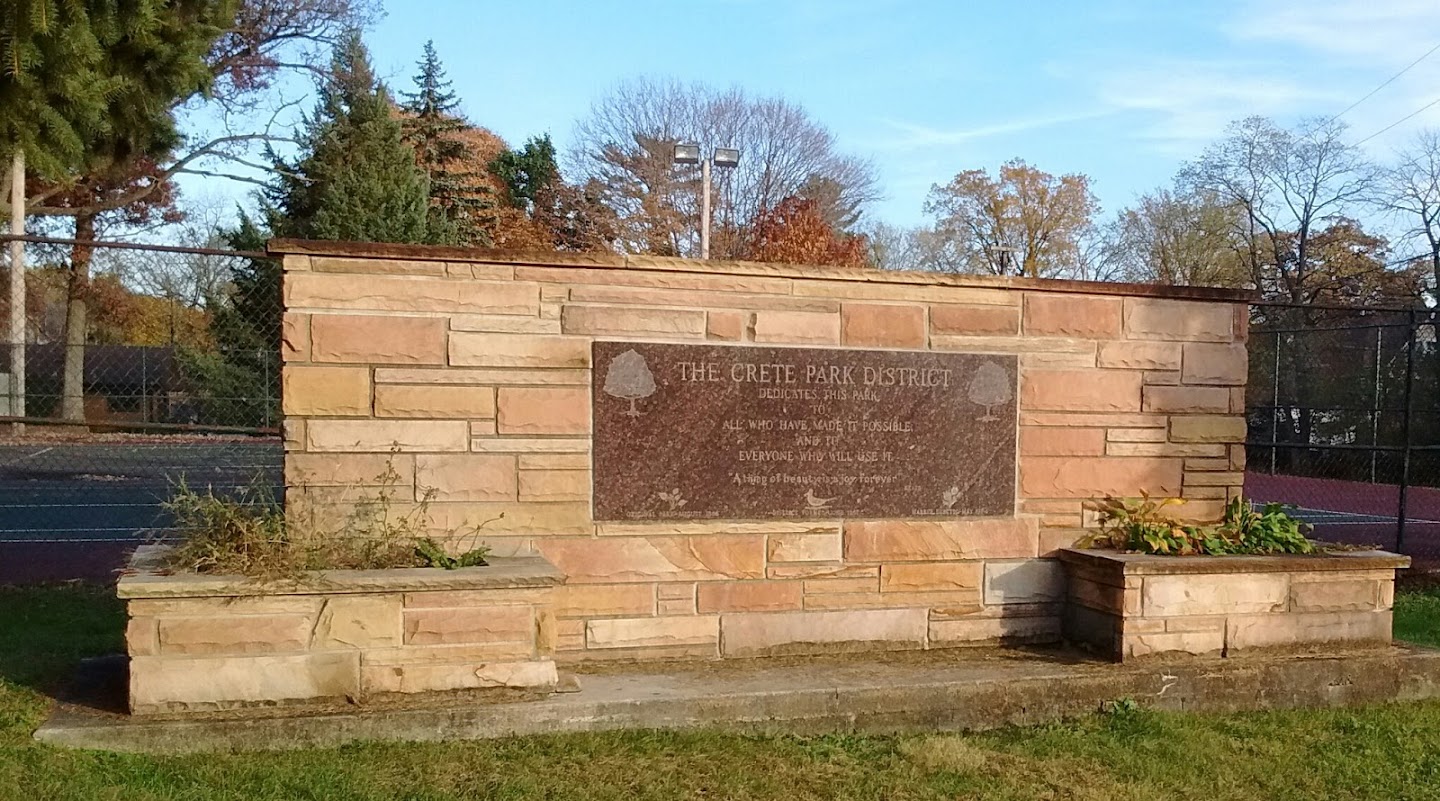 THE CRETE PARK DISTRICT
DEDICATES THIS PARK
TO
ALL WHO HAVE MADE IT POSSIBLE,
AND TO
EVERYONE WHO WILL USE IT.
"A thing of beauty is a joy forever"